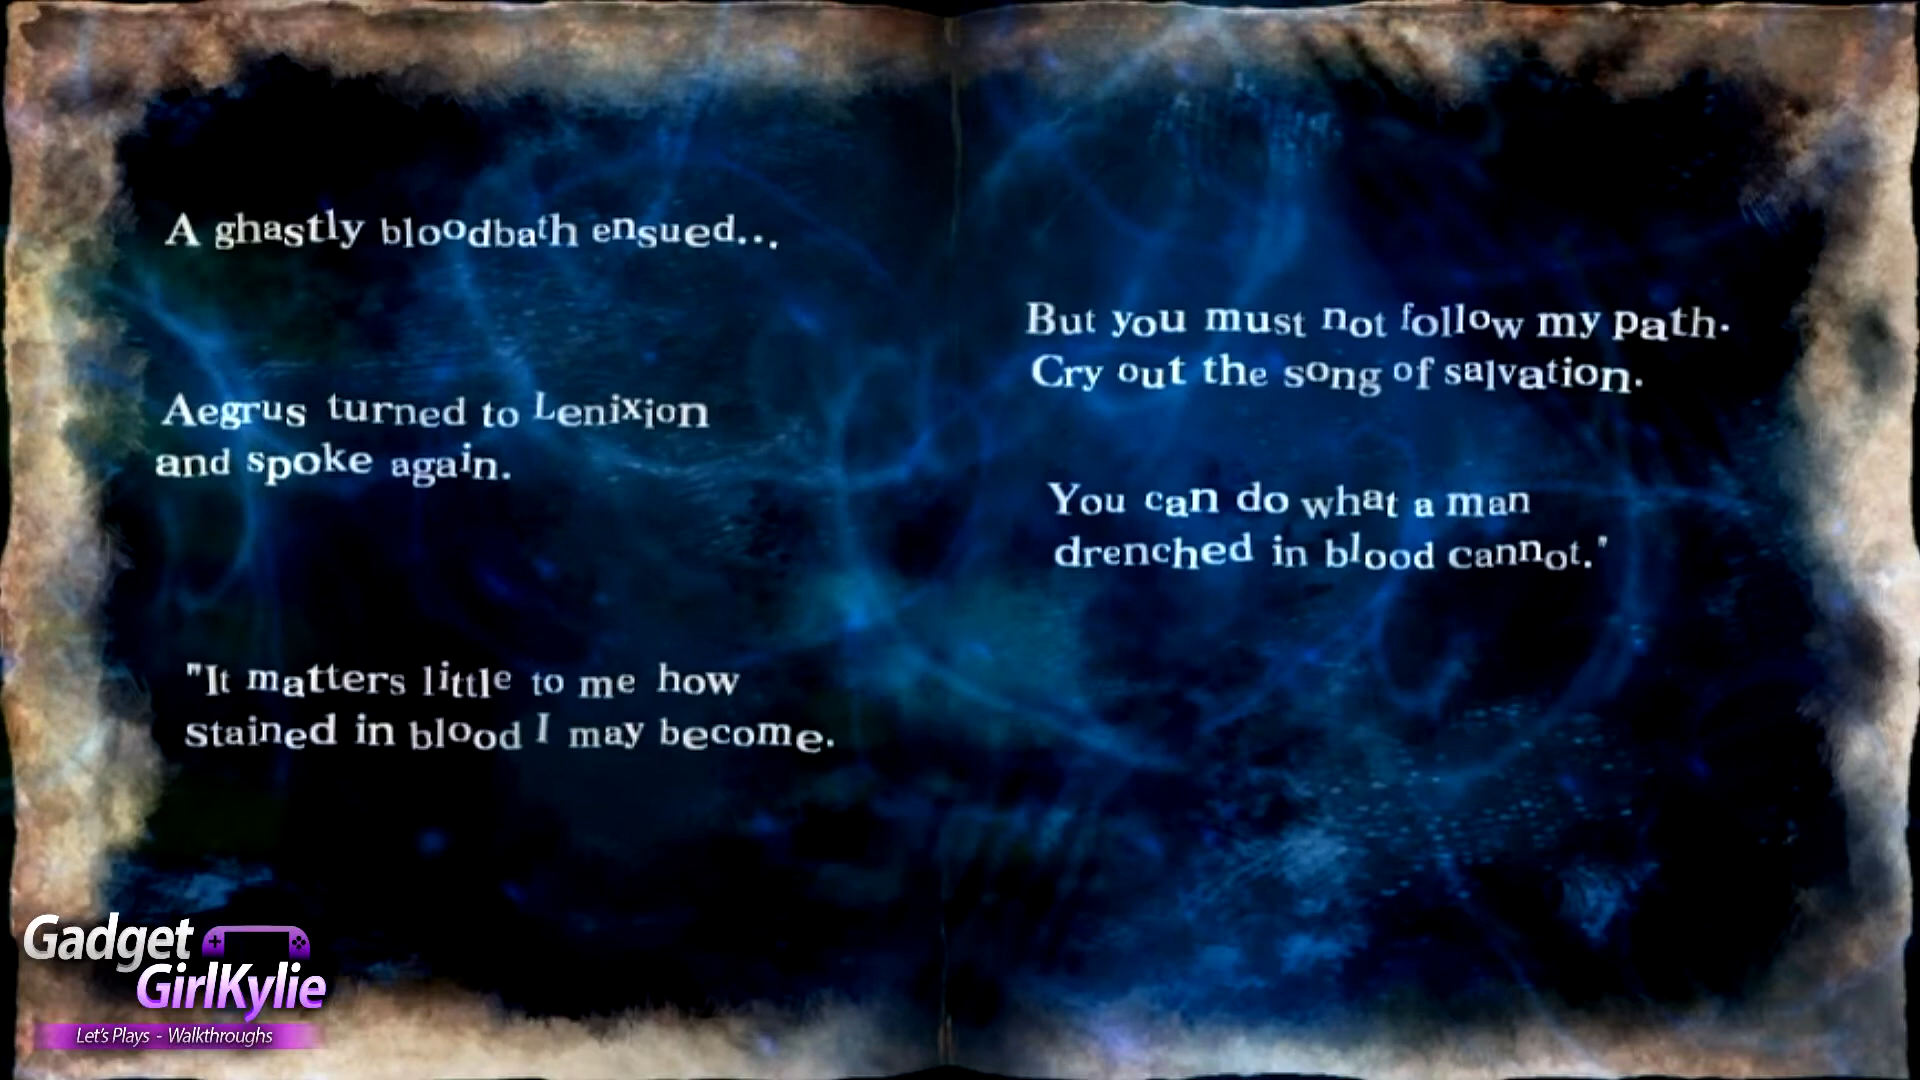 A ghastly bloodbath ensued...
Aegrus turned to Lenixion
and spoke again.
"It matters little to me how
stained in blood I may become.
But you must not follow my path.
Cry out the song of salvation.
You can do what a man
drenched in blood cannot."
Gadget
GirlKylie
Let's Plays - Walkthroughs